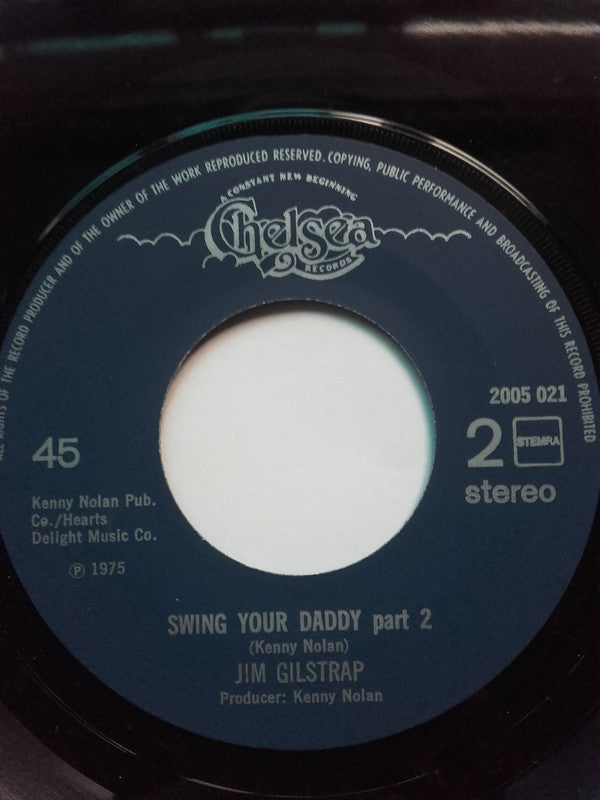 ALL RIGHTS OF THE RECORD PRODUCER AND OF THE OWNER OF THE WORK REPRODUCED RESERVED. COPYING, PUBLIC PERFORMANCE AND BROADCASTING OF THIS RECORD PROHIBITED
A CONSTANT NEW BEGINNING
Chelsea
RECORDS
2005 021
45
2 STEMRA
stereo
Kenny Nolan Pub.
Co./Hearts
Delight Music Co.
℗ 1975
SWING YOUR DADDY part 2
(Kenny Nolan)
JIM GILSTRAP
Producer: Kenny Nolan